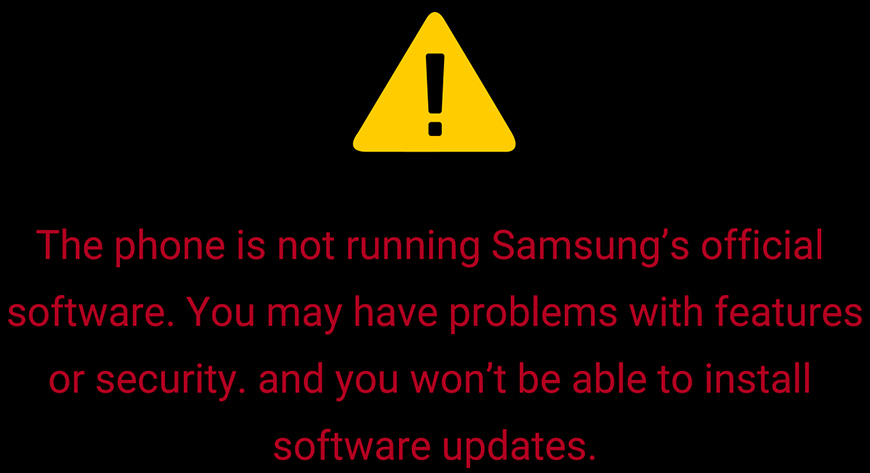 The phone is not running Samsung’s official
software. You may have problems with features
or security. and you won’t be able to install
software updates.